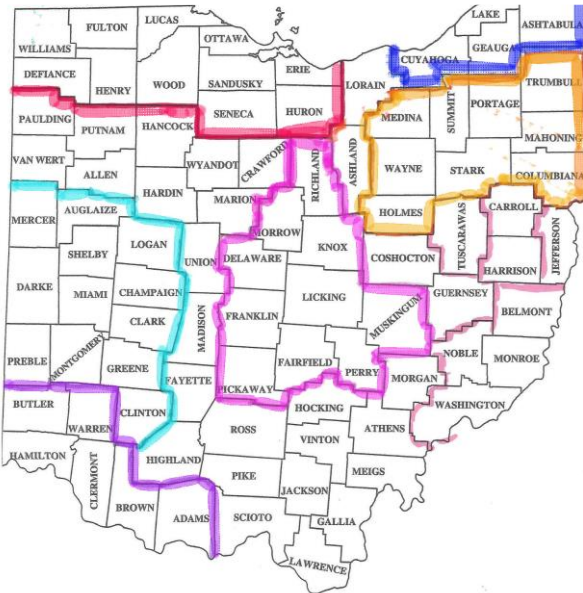 LAKE
ASHTABULA
GEAUGA
CUYAHOGA
LUCAS
FULTON
WILLIAMS
OTTAWA
DEFIANCE
HENRY
WOOD
SANDUSKY
ERIE
LORAIN
TRUMBULL
SENECA
HURON
MEDINA
SUMMIT
PORTAGE
PAULDING
PUTNAM
HANCOCK
MAHONING
VAN WERT
ALLEN
WYANDOT
CRAWFORD
RICHLAND
ASHLAND
WAYNE
STARK
COLUMBIANA
HARDIN
MARION
HOLMES
CARROLL
MERCER
AUGLAIZE
MORROW
TUSCARAWAS
JEFFERSON
LOGAN
UNION
DELAWARE
KNOX
COSHOCTON
HARRISON
SHELBY
DARKE
MIAMI
CHAMPAIGN
LICKING
GUERNSEY
BELMONT
CLARK
MADISON
FRANKLIN
MUSKINGUM
PREBLE
MONTGOMERY
GREENE
FAIRFIELD
PERRY
NOBLE
MONROE
FAYETTE
PICKAWAY
MORGAN
BUTLER
WARREN
CLINTON
HOCKING
WASHINGTON
ROSS
ATHENS
HAMILTON
CLERMONT
HIGHLAND
VINTON
PIKE
MEIGS
BROWN
ADAMS
SCIOTO
JACKSON
GALLIA
LAWRENCE